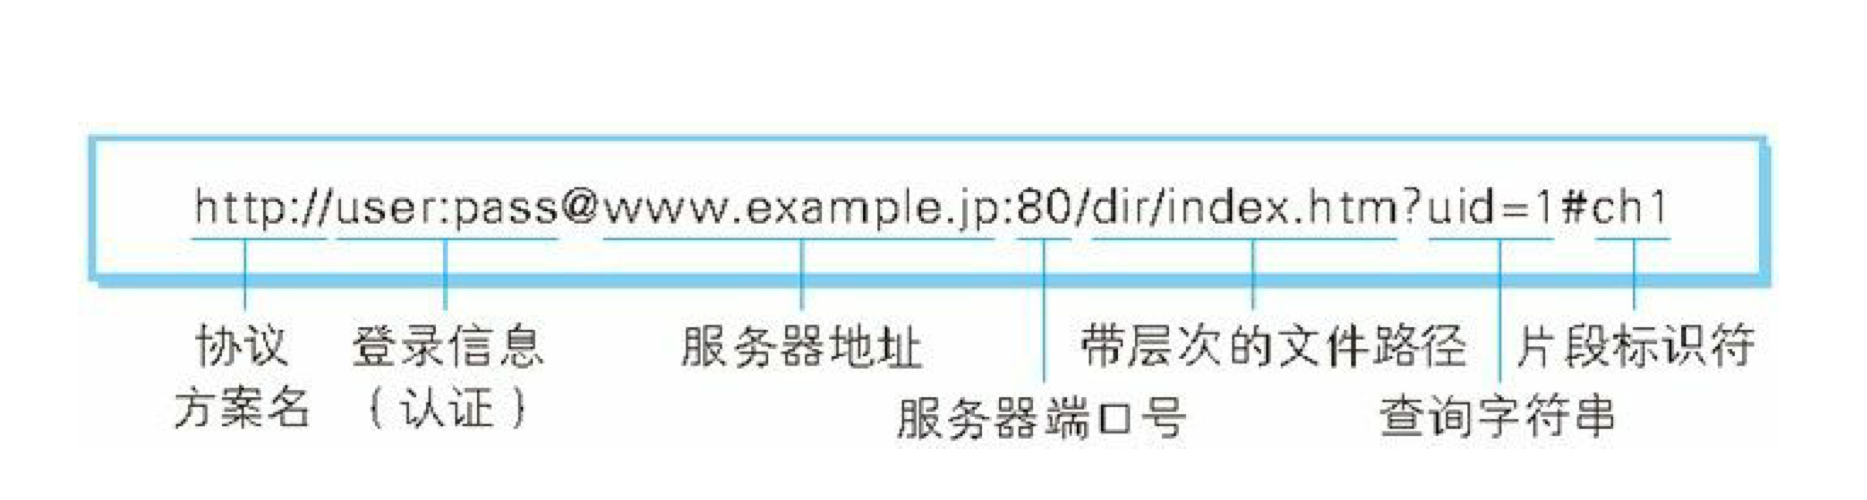 http://user:pass@www.example.jp:80/dir/index.htm?uid=1#ch1
协议
方案名
登录信息
（认证）
服务器地址
服务器端口号
带层次的文件路径
查询字符串
片段标识符